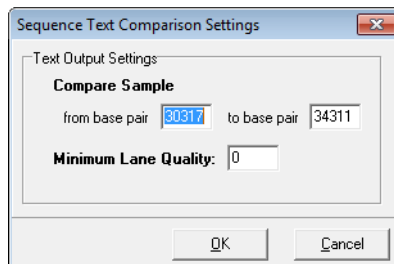 Sequence Text Comparison Settings
Text Output Settings
Compare Sample
from base pair 30317 to base pair 34311
Minimum Lane Quality: 0
OK Cancel